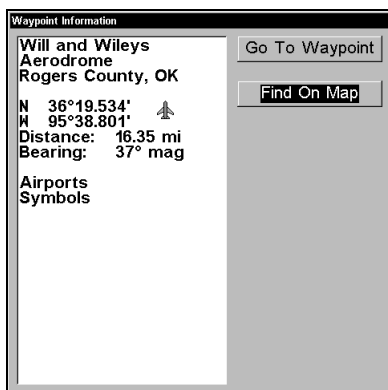 Waypoint Information
Will and Wileys
Aerodrome
Rogers County, OK
N 36°19.534'
W 95°38.801'
Distance: 16.35 mi
Bearing: 37° mag
Airports
Symbols
Go To Waypoint
Find On Map